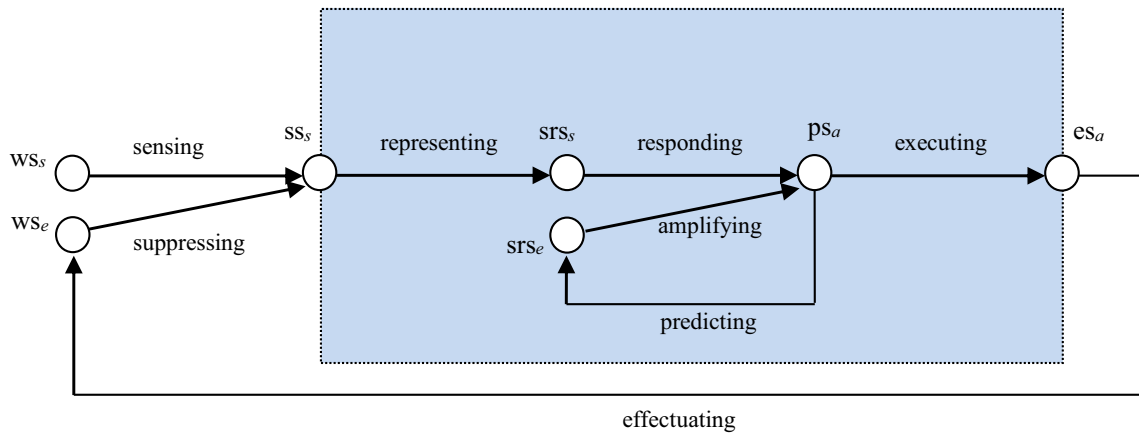 ws_s
sensing
ss_s
representing
srs_s
responding
ps_a
executing
es_a
ws_e
suppressing
srs_e
amplifying
predicting
effectuating